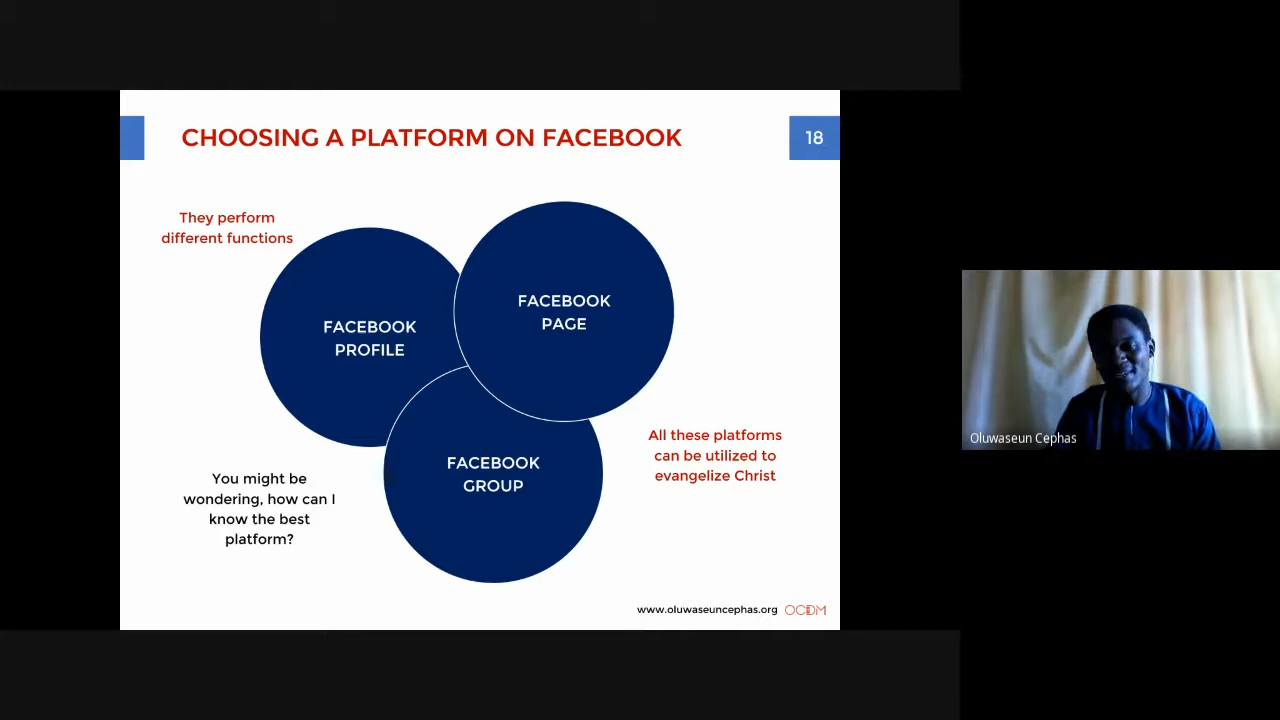 CHOOSING A PLATFORM ON FACEBOOK
18
They perform
different functions
FACEBOOK
PROFILE
FACEBOOK
PAGE
FACEBOOK
GROUP
All these platforms
can be utilized to
evangelize Christ
You might be
wondering, how can I
know the best
platform?
www.oluwaseuncephas.org
OCDM
Oluwaseun Cephas